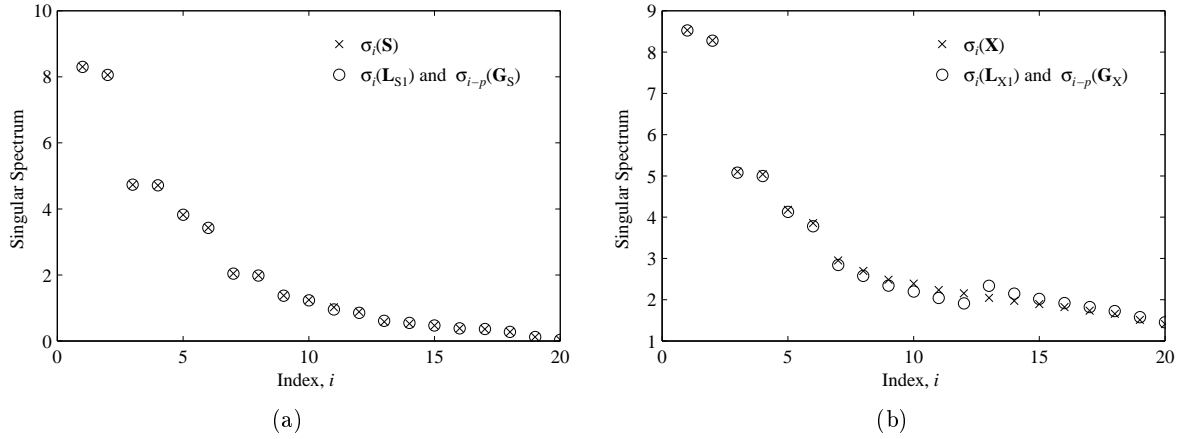 10
8
6
4
2
0
Singular Spectrum
× σi(S)
○ σi(LS1) and σi−p(GS)
0 5 10 15 20
Index, i
(a)
9
8
7
6
5
4
3
2
1
Singular Spectrum
× σi(X)
○ σi(LX1) and σi−p(GX)
0 5 10 15 20
Index, i
(b)